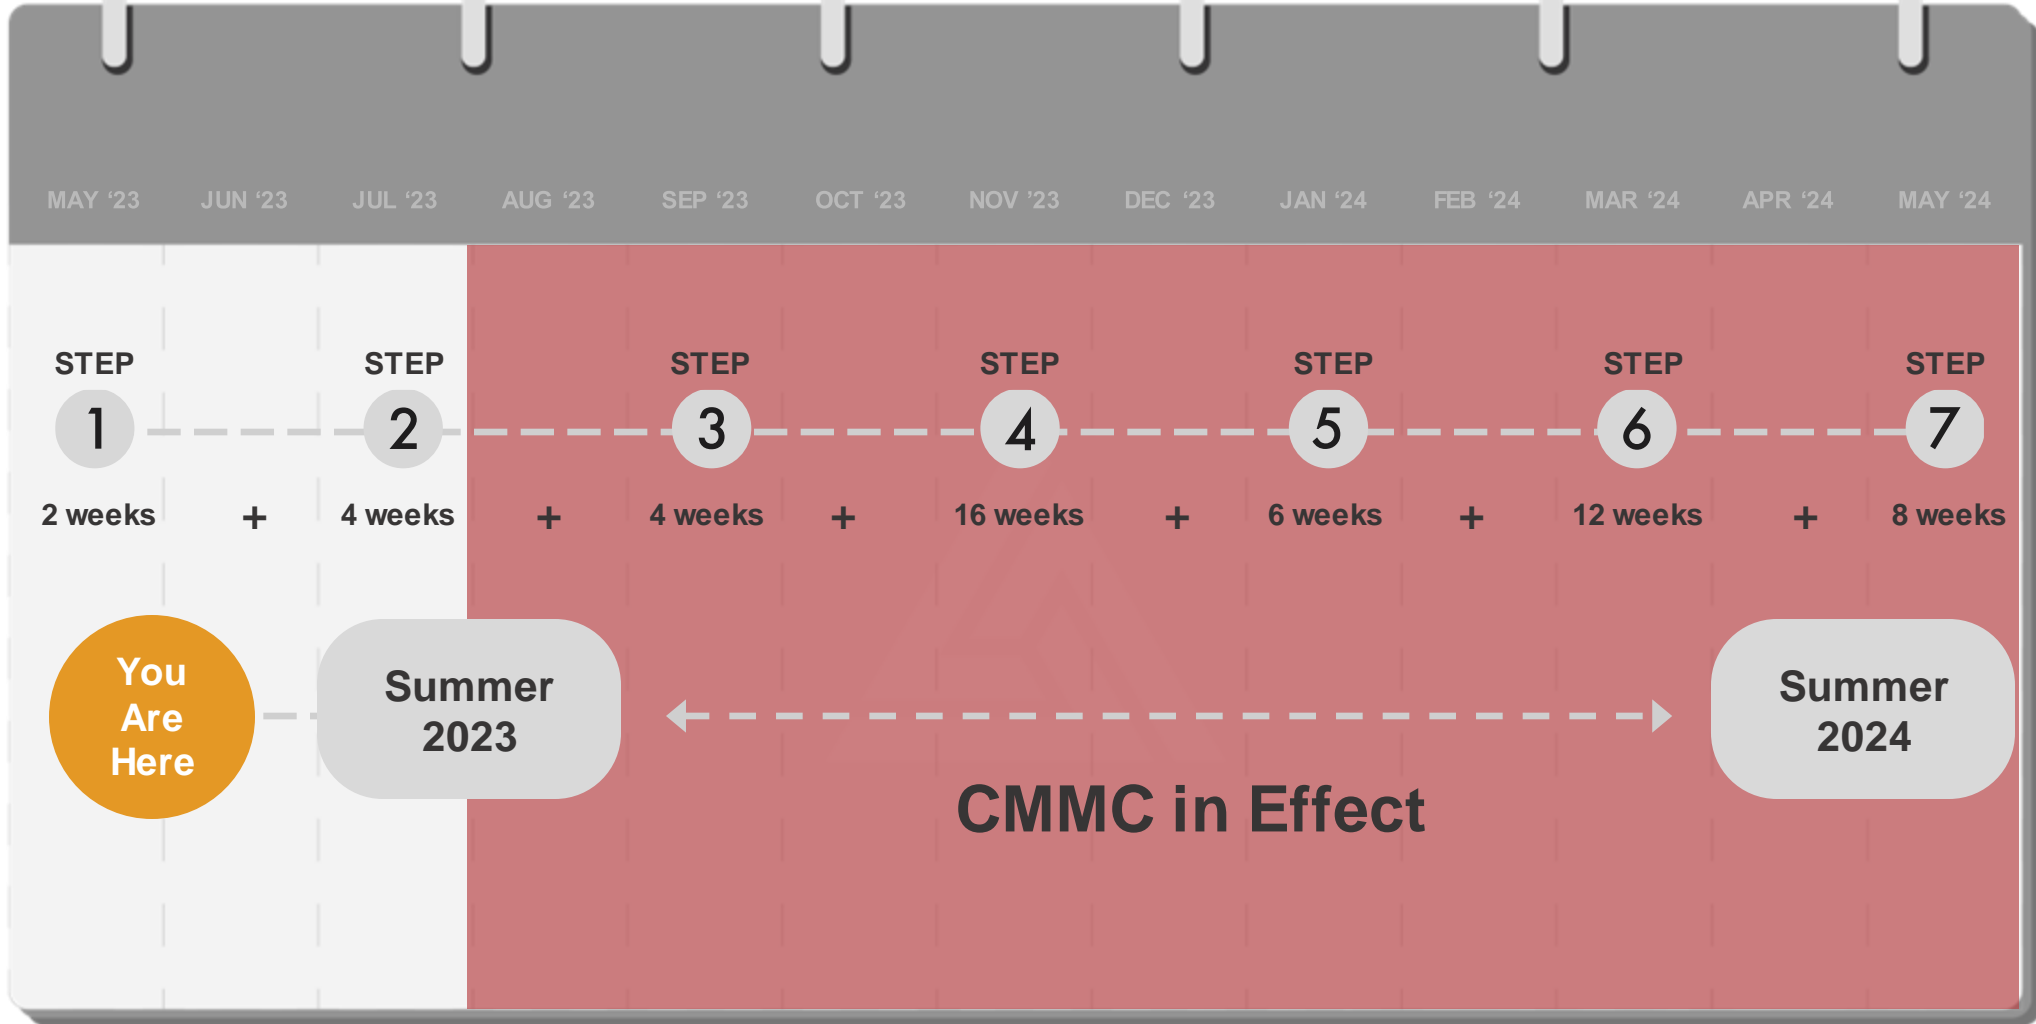 MAY ‘23 JUN ‘23 JUL ‘23 AUG ‘23 SEP ‘23 OCT ‘23 NOV ’23 DEC ‘23 JAN ‘24 FEB ‘24 MAR ‘24 APR ‘24 MAY ‘24
STEP STEP STEP STEP STEP STEP STEP
1 2 3 4 5 6 7
2 weeks + 4 weeks + 4 weeks + 16 weeks + 6 weeks + 12 weeks + 8 weeks
You
Are
Here
Summer
2023
Summer
2024
CMMC in Effect